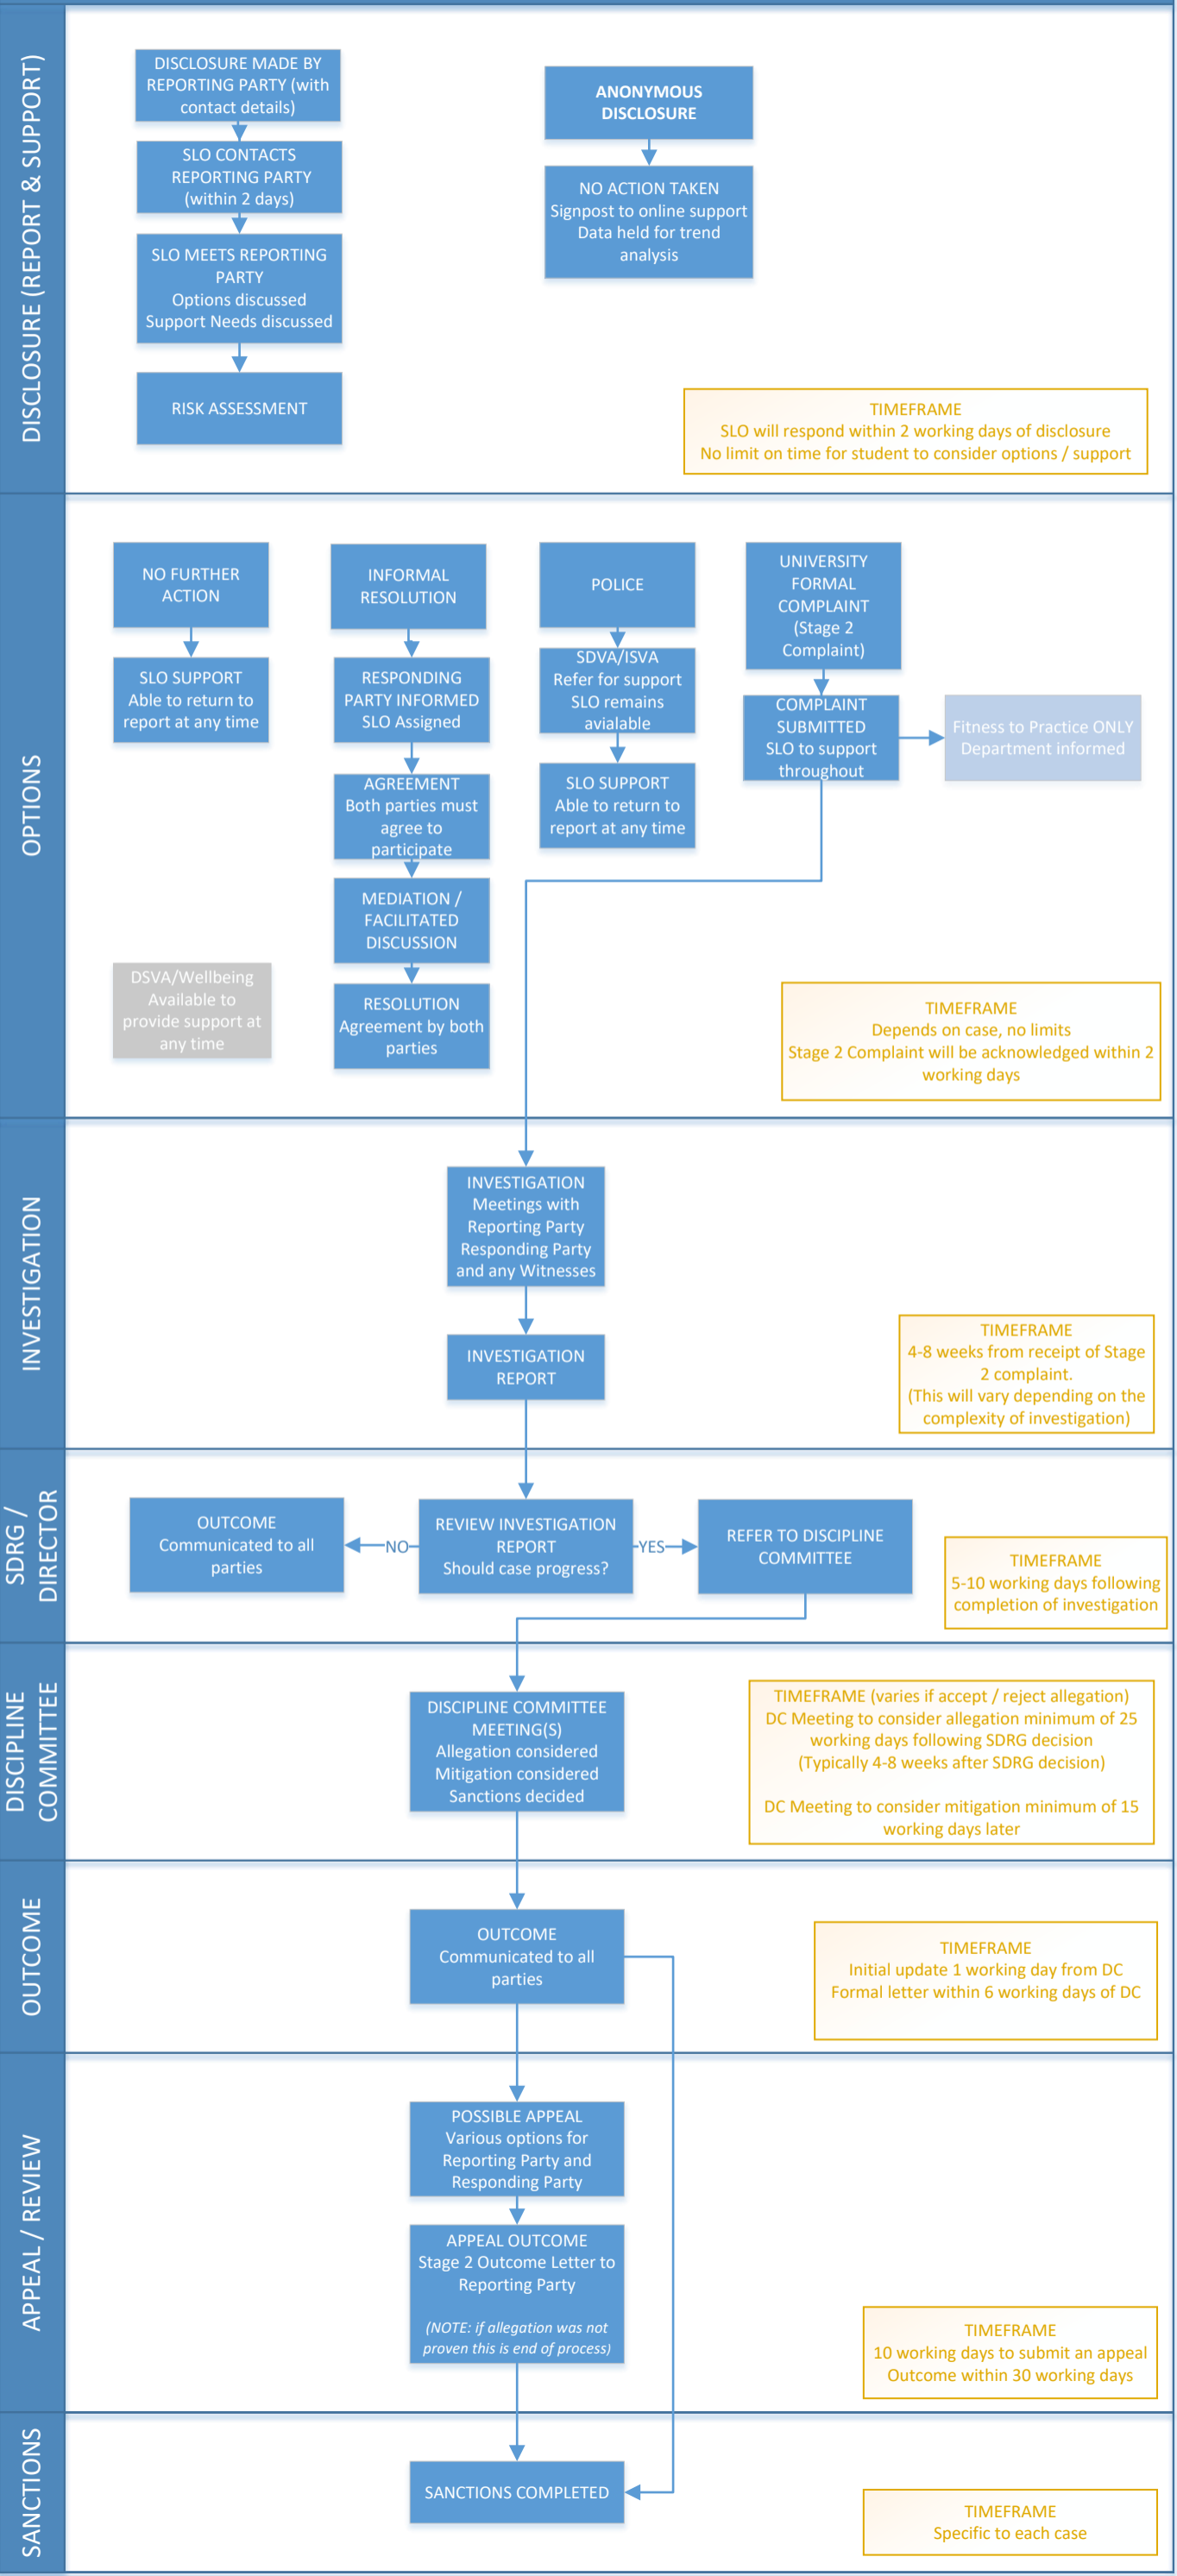 DISCLOSURE (REPORT & SUPPORT)
DISCLOSURE MADE BY
REPORTING PARTY (with
contact details)
SLO CONTACTS
REPORTING PARTY
(within 2 days)
SLO MEETS REPORTING
PARTY
Options discussed
Support Needs discussed
RISK ASSESSMENT
ANONYMOUS
DISCLOSURE
NO ACTION TAKEN
Signpost to online support
Data held for trend
analysis
TIMEFRAME
SLO will respond within 2 working days of disclosure
No limit on time for student to consider options / support
OPTIONS
NO FURTHER
ACTION
SLO SUPPORT
Able to return to
report at any time
DSVA/Wellbeing
Available to
provide support at
any time
INFORMAL
RESOLUTION
RESPONDING
PARTY INFORMED
SLO Assigned
AGREEMENT
Both parties must
agree to
participate
MEDIATION /
FACILITATED
DISCUSSION
RESOLUTION
Agreement by both
parties
POLICE
SDVA/ISVA
Refer for support
SLO remains
avialable
SLO SUPPORT
Able to return to
report at any time
UNIVERSITY
FORMAL
COMPLAINT
(Stage 2
Complaint)
COMPLAINT
SUBMITTED
SLO to support
throughout
Fitness to Practice ONLY
Department informed
TIMEFRAME
Depends on case, no limits
Stage 2 Complaint will be acknowledged within 2
working days
INVESTIGATION
INVESTIGATION
Meetings with
Reporting Party
Responding Party
and any Witnesses
INVESTIGATION
REPORT
TIMEFRAME
4-8 weeks from receipt of Stage
2 complaint.
(This will vary depending on the
complexity of investigation)
SDRG /
DIRECTOR
OUTCOME
Communicated to all
parties
NO
REVIEW INVESTIGATION
REPORT
Should case progress?
YES
REFER TO DISCIPLINE
COMMITTEE
TIMEFRAME
5-10 working days following
completion of investigation
DISCIPLINE
COMMITTEE
DISCIPLINE COMMITTEE
MEETING(S)
Allegation considered
Mitigation considered
Sanctions decided
TIMEFRAME (varies if accept / reject allegation)
DC Meeting to consider allegation minimum of 25
working days following SDRG decision
(Typically 4-8 weeks after SDRG decision)
DC Meeting to consider mitigation minimum of 15
working days later
OUTCOME
OUTCOME
Communicated to all
parties
TIMEFRAME
Initial update 1 working day from DC
Formal letter within 6 working days of DC
APPEAL / REVIEW
POSSIBLE APPEAL
Various options for
Reporting Party and
Responding Party
APPEAL OUTCOME
Stage 2 Outcome Letter to
Reporting Party
(NOTE: if allegation was not
proven this is end of process)
TIMEFRAME
10 working days to submit an appeal
Outcome within 30 working days
SANCTIONS
SANCTIONS COMPLETED
TIMEFRAME
Specific to each case